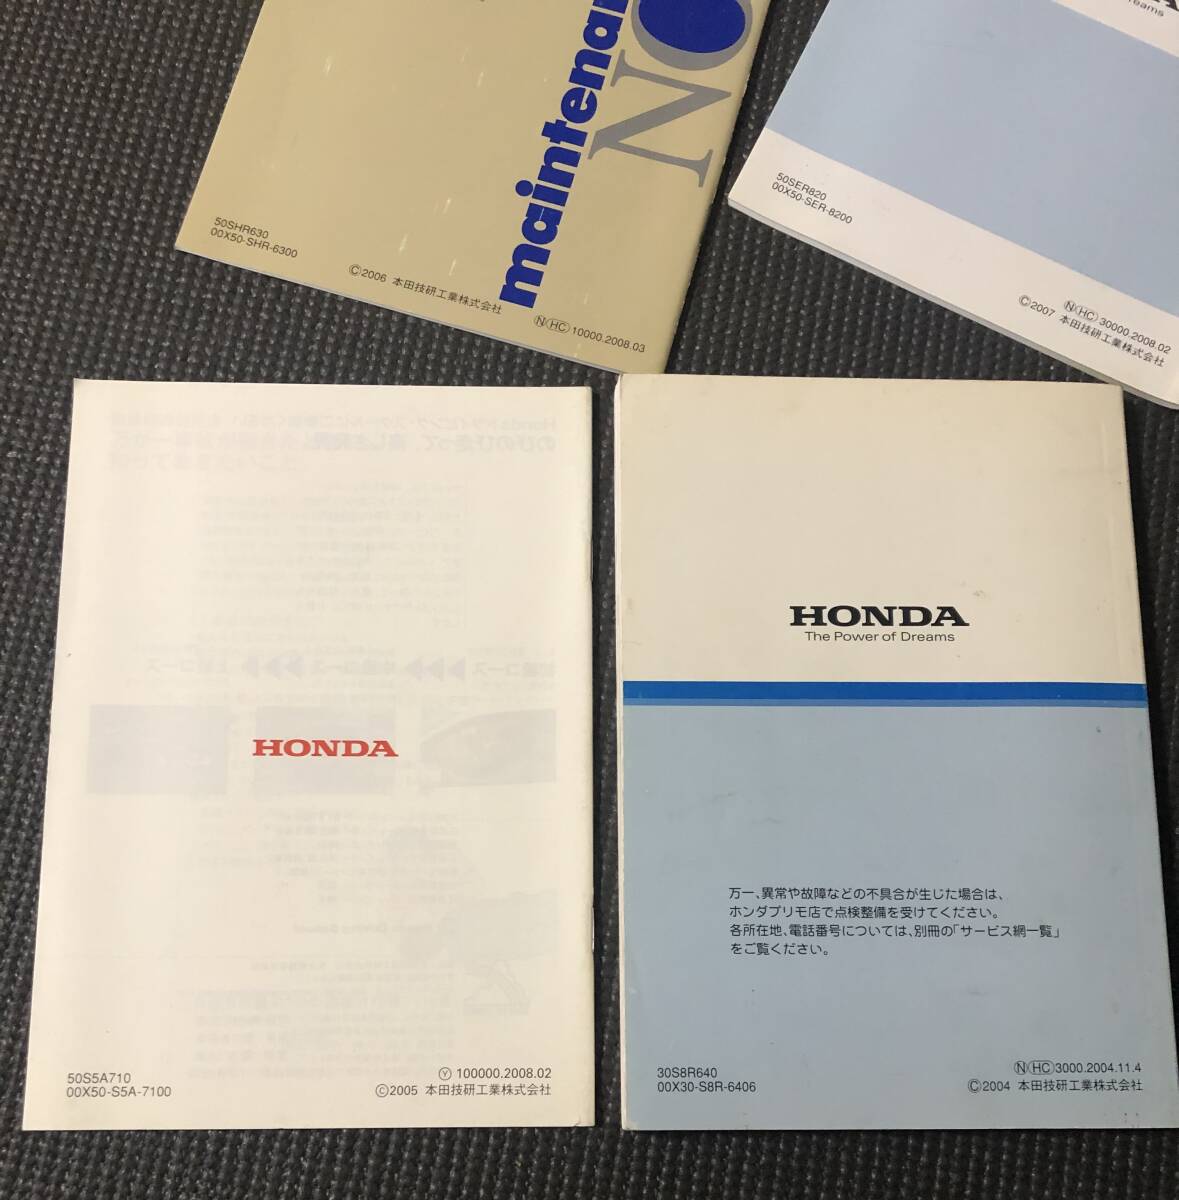 maintenan
NO
50SHR630
00X50-SHR-6300
©2006 本田技研工業株式会社
N HC 10000.2008.03
50SER820
00X50-SER-8200
N HC 30000.2008.02
©2007 本田技研工業株式会社
HONDA
50S5A710
00X50-S5A-7100
Y 100000.2008.02
©2005 本田技研工業株式会社
HONDA
The Power of Dreams
万一、異常や故障などの不具合が生じた場合は、
ホンダプリモ店で点検整備を受けてください。
各所在地、電話番号については、別冊の「サービス網一覧」
をご覧ください。
30S8R640
00X30-S8R-6406
N HC 3000.2004.11.4
©2004 本田技研工業株式会社